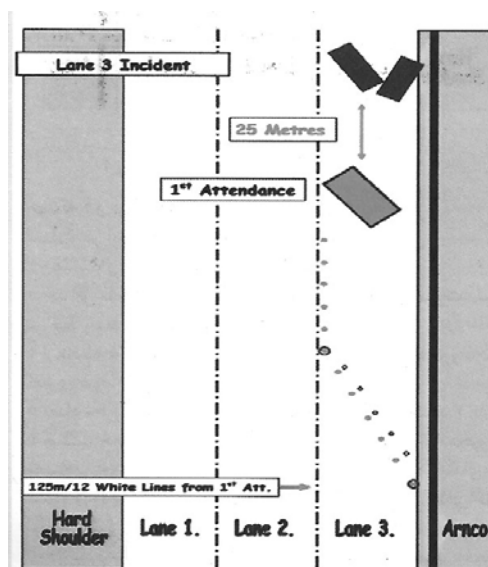 Lane 3 Incident
25 Metres
1st Attendance
125m/12 White Lines from 1st Att.
Hard
Shoulder
Lane 1.
Lane 2.
Lane 3.
Arnco